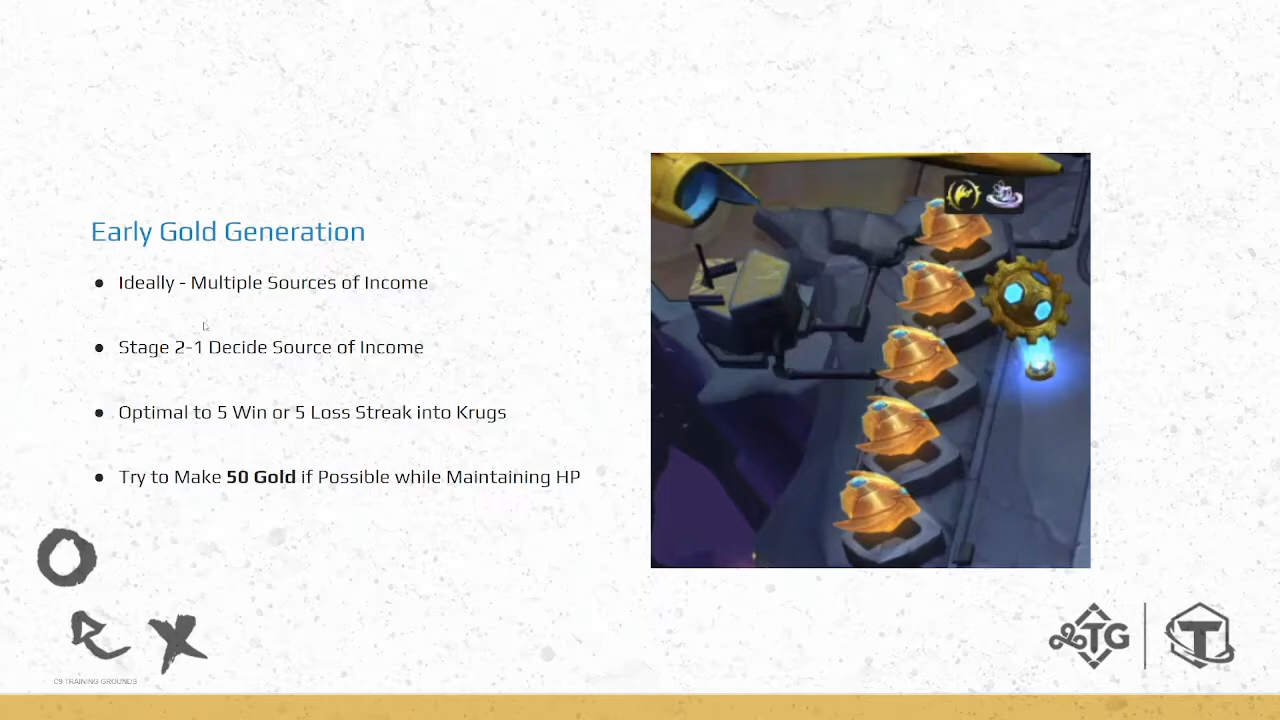 Early Gold Generation
Ideally - Multiple Sources of Income
Stage 2-1 Decide Source of Income
Optimal to 5 Win or 5 Loss Streak into Krugs
Try to Make 50 Gold if Possible while Maintaining HP
TG
T
C9 TRAINING GROUNDS